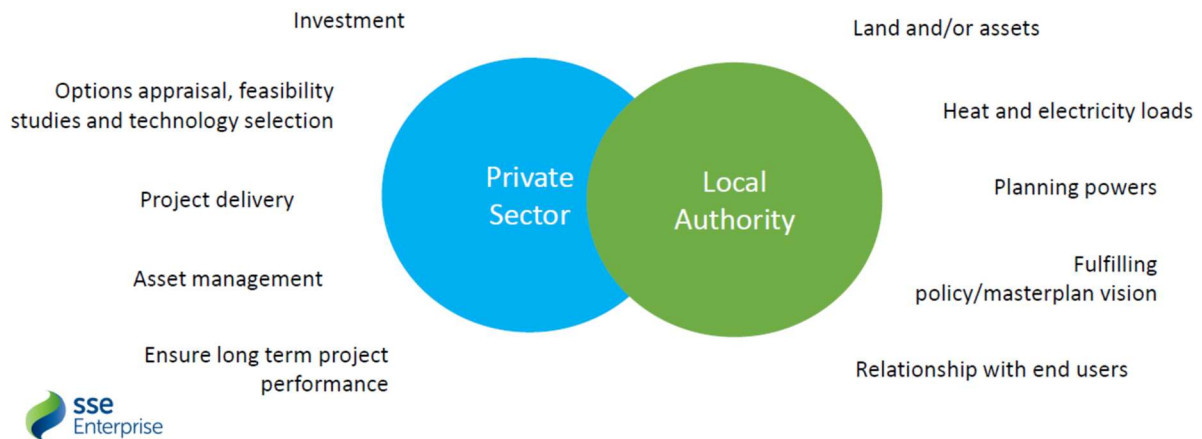 Investment
Options appraisal, feasibility
studies and technology selection
Project delivery
Asset management
Ensure long term project
performance
Private
Sector
Local
Authority
Land and/or assets
Heat and electricity loads
Planning powers
Fulfilling
policy/masterplan vision
Relationship with end users
sse
Enterprise